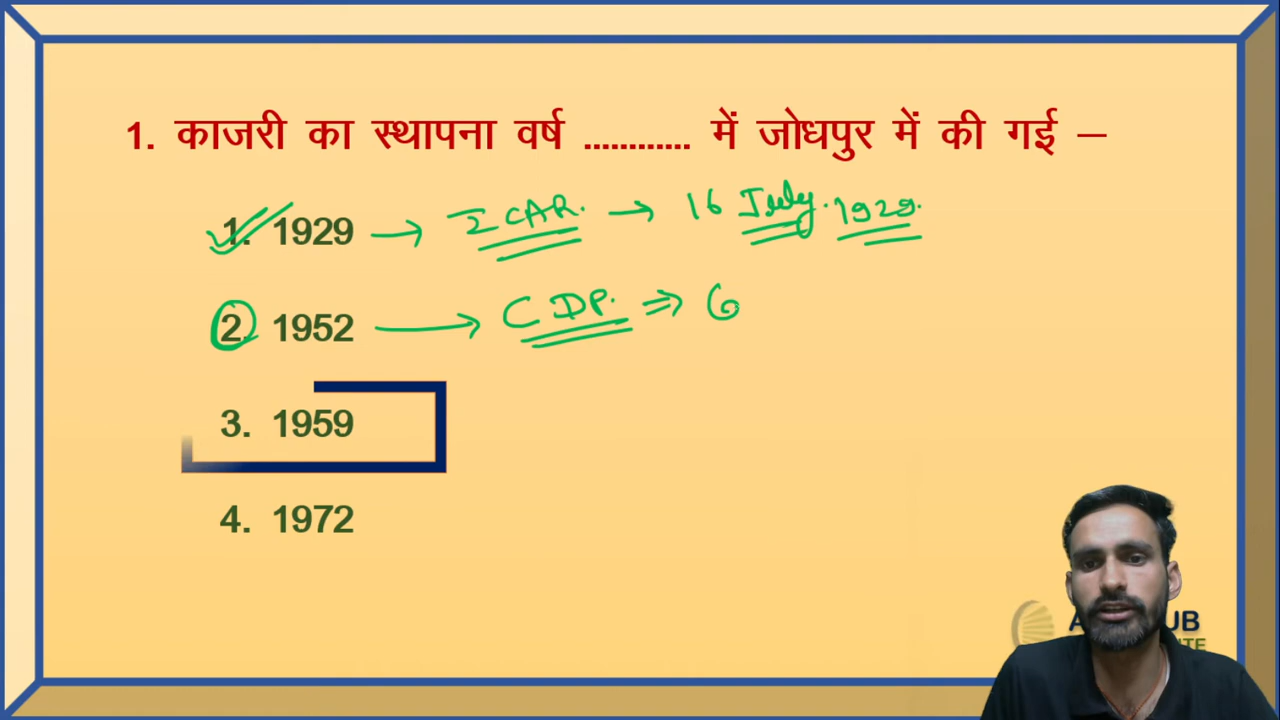 1. काजरी का स्थापना वर्ष ............ में जोधपुर में की गई –
1. 1929 → ICAR. → 16 July. 1929.
2. 1952 → CDP. ⇒ 6
3. 1959
4. 1972